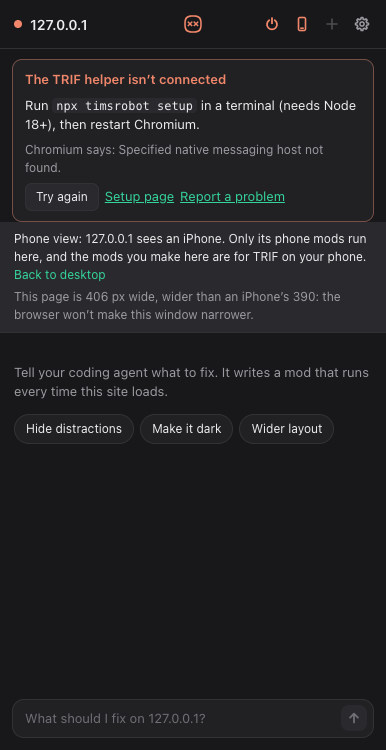 127.0.0.1
The TRIF helper isn’t connected
Run npx timsrobot setup in a terminal (needs Node
18+), then restart Chromium.
Chromium says: Specified native messaging host not
found.
Try again Setup page Report a problem
Phone view: 127.0.0.1 sees an iPhone. Only its phone mods run
here, and the mods you make here are for TRIF on your phone.
Back to desktop
This page is 406 px wide, wider than an iPhone’s 390: the
browser won’t make this window narrower.
Tell your coding agent what to fix. It writes a mod that runs
every time this site loads.
Hide distractions Make it dark Wider layout
What should I fix on 127.0.0.1?